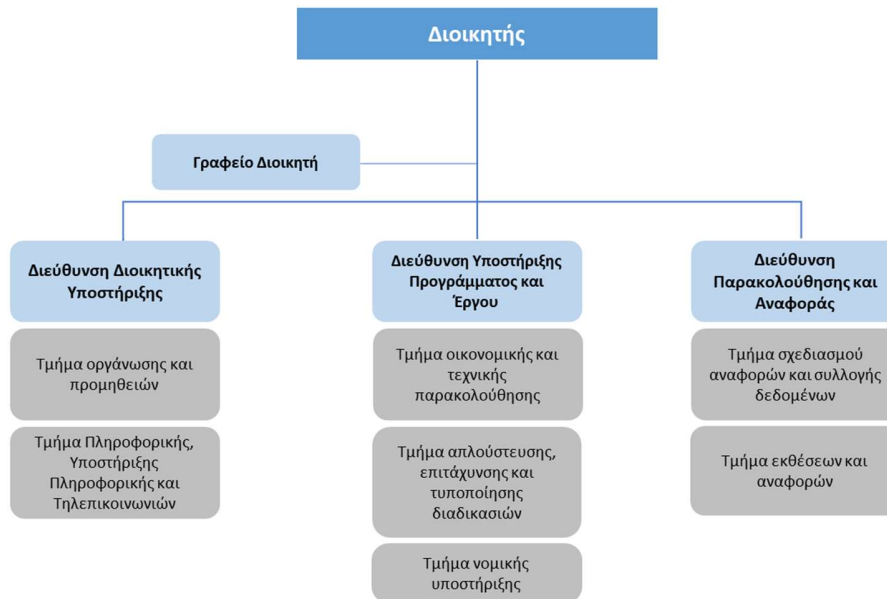 Διοικητής
Γραφείο Διοικητή
Διεύθυνση Διοικητικής
Υποστήριξης
Τμήμα οργάνωσης και
προμηθειών
Τμήμα Πληροφορικής,
Υποστήριξης
Πληροφορικής και
Τηλεπικοινωνιών
Διεύθυνση Υποστήριξης
Προγράμματος και
Έργου
Τμήμα οικονομικής και
τεχνικής
παρακολούθησης
Τμήμα απλούστευσης,
επιτάχυνσης και
τυποποίησης
διαδικασιών
Τμήμα νομικής
υποστήριξης
Διεύθυνση
Παρακολούθησης και
Αναφοράς
Τμήμα σχεδιασμού
αναφορών και συλλογής
δεδομένων
Τμήμα εκθέσεων και
αναφορών